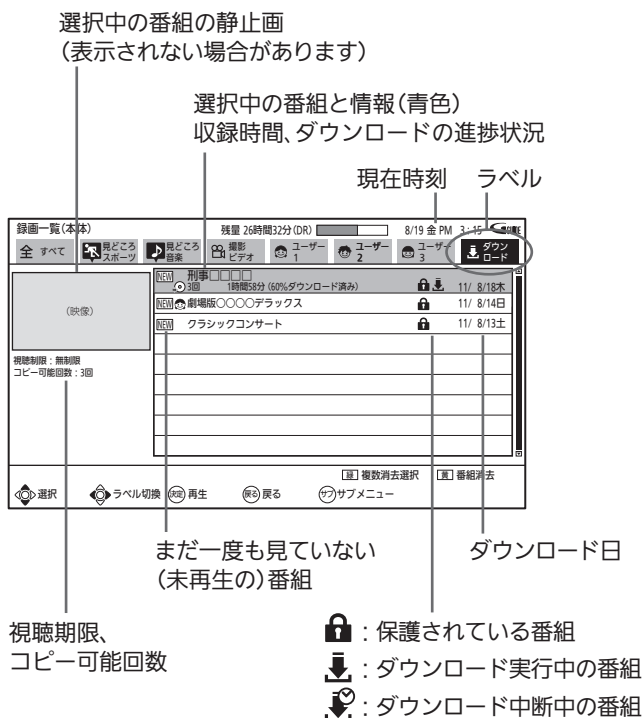 選択中の番組の静止画
(表示されない場合があります)
選択中の番組と情報(青色)
収録時間、ダウンロードの進捗状況
現在時刻 ラベル
録画一覧(本体) 残量 26時間32分(DR) 8/19 金 PM 3:15
全 すべて 見どころ スポーツ 見どころ 音楽 撮影 ビデオ ユーザー 1 ユーザー 2 ユーザー 3 ダウン ロード
(映像)
NEW 刑事□□□□
3回 1時間58分(60%ダウンロード済み) 11/ 8/18木
NEW 劇場版○○○○デラックス 11/ 8/14日
NEW クラシックコンサート 11/ 8/13土
視聴制限:無制限
コピー可能回数:3回
緑 複数消去選択 黄 番組消去
選択 ラベル切換 決定 再生 戻る 戻る サブ サブメニュー
まだ一度も見ていない
(未再生の)番組
ダウンロード日
視聴期限、
コピー可能回数
:保護されている番組
:ダウンロード実行中の番組
:ダウンロード中断中の番組